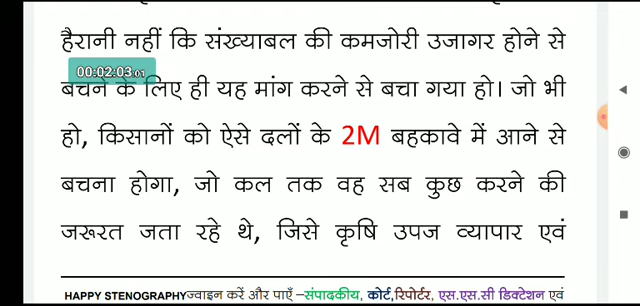 हैरानी नहीं कि संख्याबल की कमजोरी उजागर होने से
00:02:03:01
बचने के लिए ही यह मांग करने से बचा गया हो। जो भी
हो, किसानों को ऐसे दलों के 2M बहकावे में आने से
बचना होगा, जो कल तक वह सब कुछ करने की
जरूरत जता रहे थे, जिसे कृषि उपज व्यापार एवं
HAPPY STENOGRAPHYज्वाइन करें और पाएँ –संपादकीय, कोर्ट,रिपोर्टर, एस.एस.सी डिक्टेशन एवं